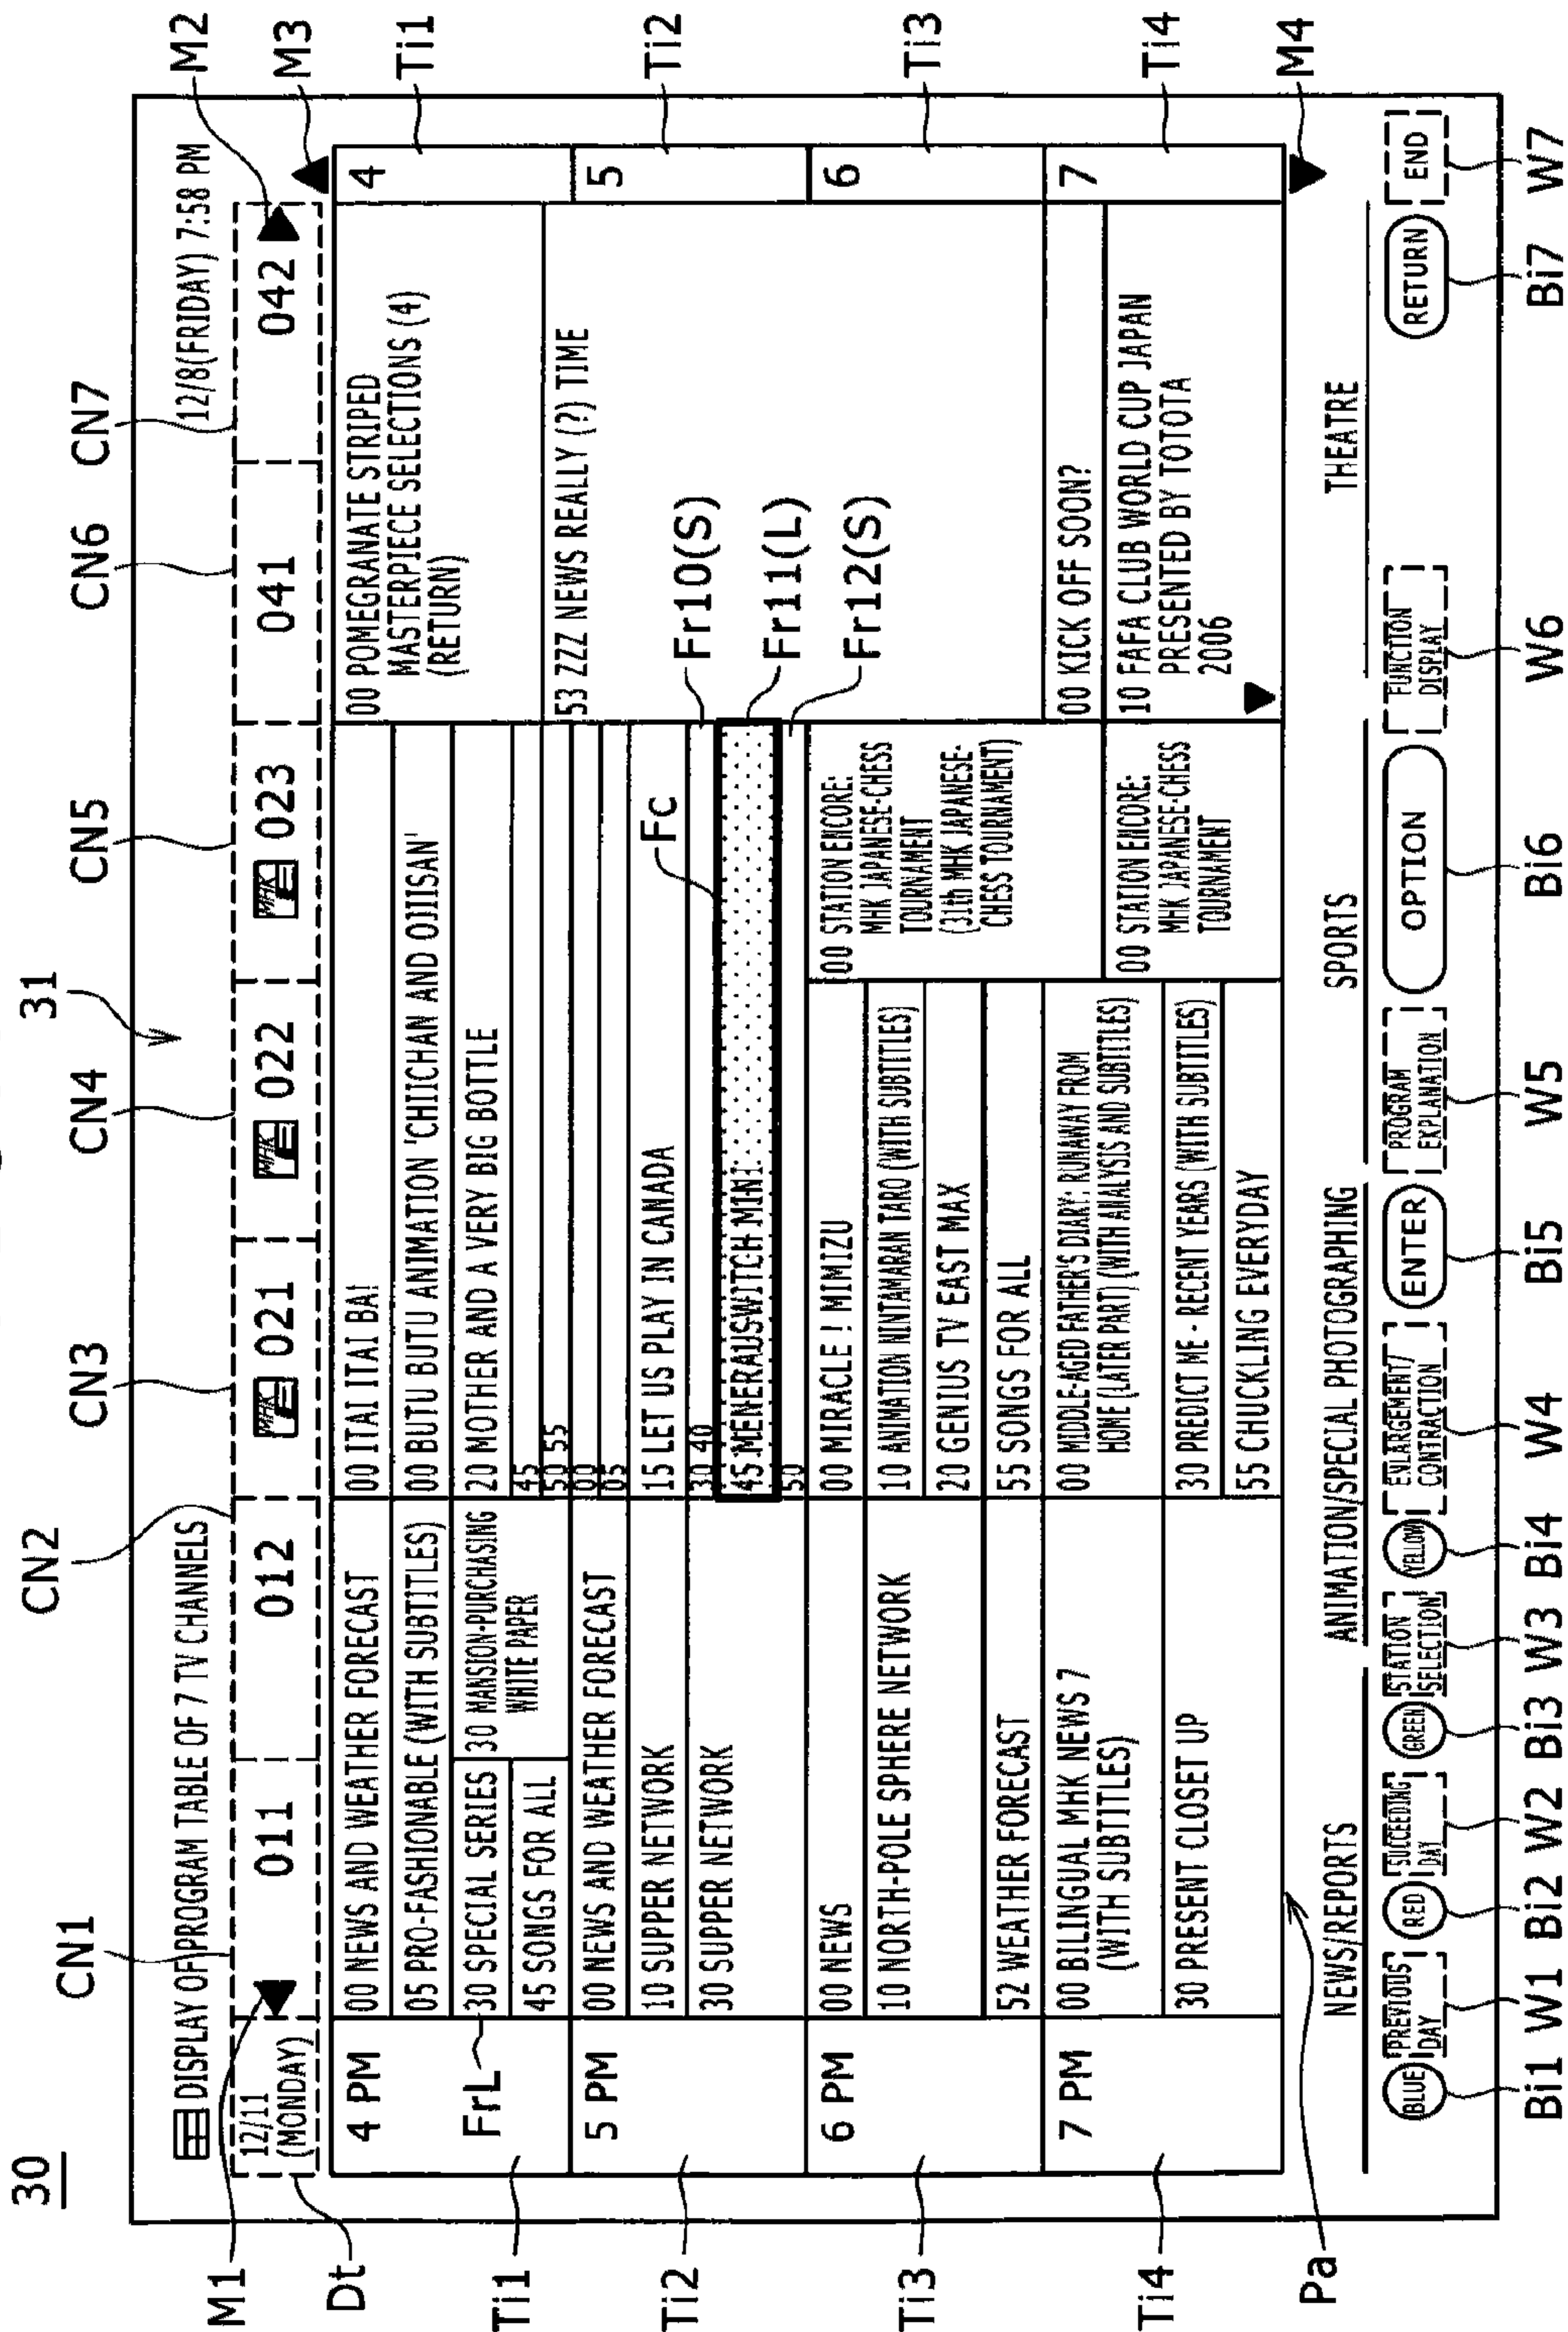 30
31
CN1
CN2
CN3
CN4
CN5
CN6
CN7
M1
M2
M3
Dt
DISPLAY OF PROGRAM TABLE OF 7 TV CHANNELS
12/8(FRIDAY) 7:58 PM
12/11
(MONDAY)
011
012
MHK E 021
MHK E 022
MHK E 023
041
042
4 PM
00 NEWS AND WEATHER FORECAST
05 PRO-FASHIONABLE (WITH SUBTITLES)
30 SPECIAL SERIES
45 SONGS FOR ALL
30 MANSION-PURCHASING
WHITE PAPER
FrL
00 ITAI ITAI BA!
00 BUTU BUTU ANIMATION 'CHIICHAN AND OJIISAN'
20 MOTHER AND A VERY BIG BOTTLE
45
50 55
00 POMEGRANATE STRIPED
MASTERPIECE SELECTIONS (4)
(RETURN)
53 ZZZ NEWS REALLY (?) TIME
4
Ti1
Ti1
5 PM
00 NEWS AND WEATHER FORECAST
10 SUPPER NETWORK
30 SUPPER NETWORK
00
05
15 LET US PLAY IN CANADA
30 40
45 MENERAUSWITCH MINI
50
Fc
Fr10(S)
Fr11(L)
Fr12(S)
5
Ti2
Ti2
6 PM
00 NEWS
10 NORTH-POLE SPHERE NETWORK
52 WEATHER FORECAST
00 MIRACLE ! MIMIZU
10 ANIMATION NINTAMARAN TARO (WITH SUBTITLES)
20 GENIUS TV EAST MAX
55 SONGS FOR ALL
00 STATION ENCORE:
MHK JAPANESE-CHESS
TOURNAMENT
(31th MHK JAPANESE-
CHESS TOURNAMENT)
6
Ti3
Ti3
7 PM
00 BILINGUAL MHK NEWS 7
(WITH SUBTITLES)
30 PRESENT CLOSET UP
00 MIDDLE-AGED FATHER'S DIARY: RUNAWAY FROM
HOME (LATER PART) (WITH ANALYSIS AND SUBTITLES)
30 PREDICT ME - RECENT YEARS (WITH SUBTITLES)
55 CHUCKLING EVERYDAY
00 STATION ENCORE:
MHK JAPANESE-CHESS
TOURNAMENT
00 KICK OFF SOON?
10 FAFA CLUB WORLD CUP JAPAN
PRESENTED BY TOTOTA
2006
7
Ti4
Ti4
M4
Pa
NEWS/REPORTS
ANIMATION/SPECIAL PHOTOGRAPHING
SPORTS
THEATRE
BLUE
PREVIOUS
DAY
RED
SUCCEEDING
DAY
GREEN
STATION
SELECTION
YELLOW
ENLARGEMENT/
CONTRACTION
ENTER
PROGRAM
EXPLANATION
OPTION
FUNCTION
DISPLAY
RETURN
END
Bi1 W1 Bi2 W2 Bi3 W3 Bi4 W4 Bi5 W5 Bi6 W6 Bi7 W7